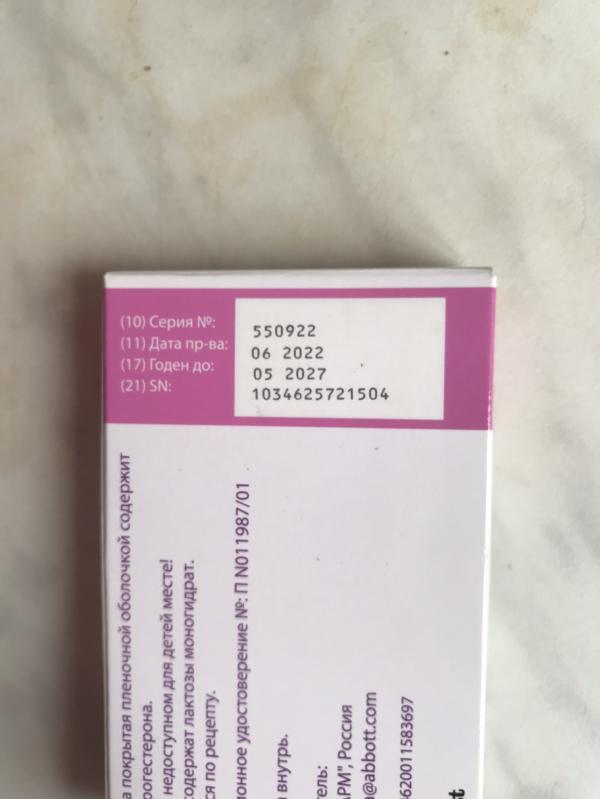 (10) Серия №: 550922
(11) Дата пр-ва: 06 2022
(17) Годен до: 05 2027
(21) SN: 1034625721504
покрытая пленочной оболочкой содержит
рогестерона.
недоступном для детей месте!
содержат лактозы моногидрат.
ся по рецепту.
ионное удостоверение №: П N011987/01
внутрь.
тель:
АРМ", Россия
a@abbott.com
620011583697